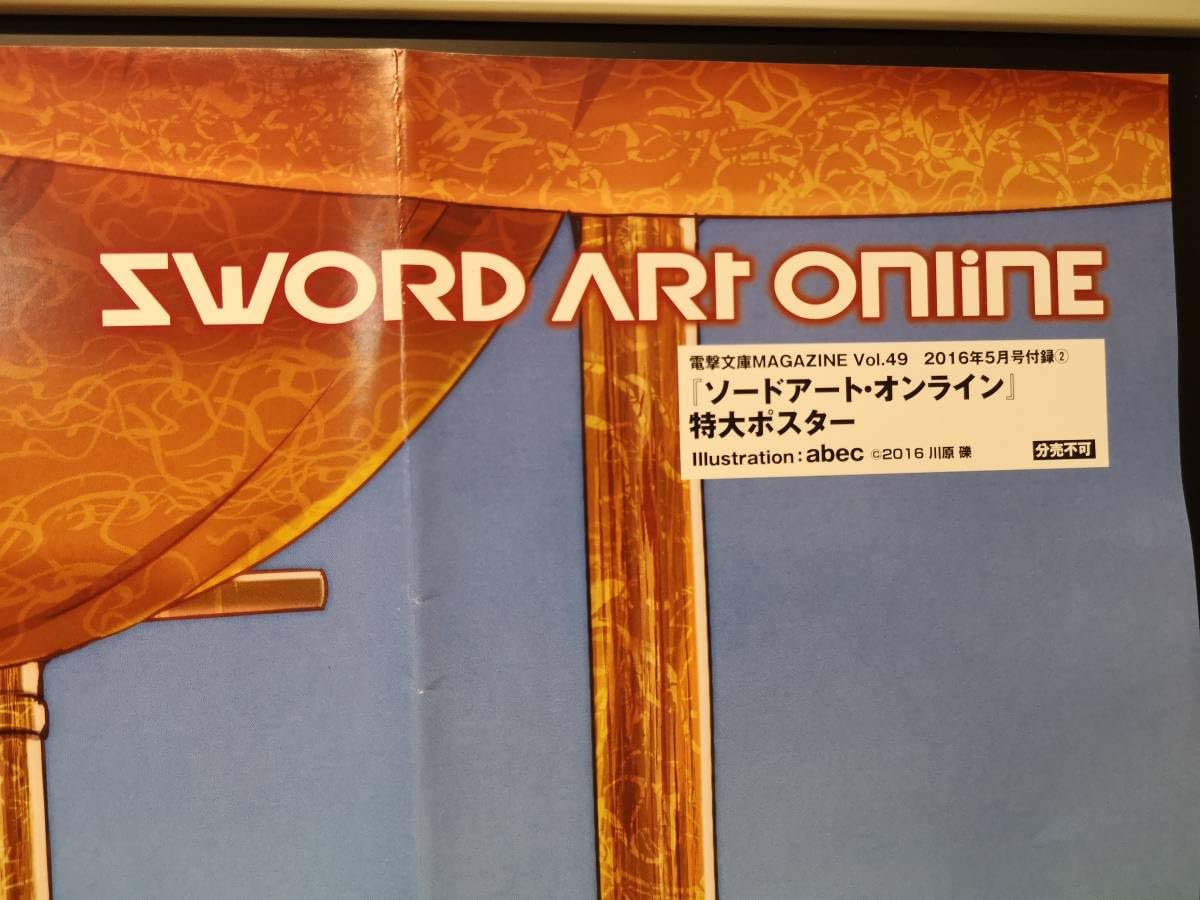 SWORD ART ONLINE
電撃文庫MAGAZINE Vol.49 2016年5月号付録②
『ソードアート・オンライン』
特大ポスター
Illustration : abec ©2016 川原 礫
分売不可